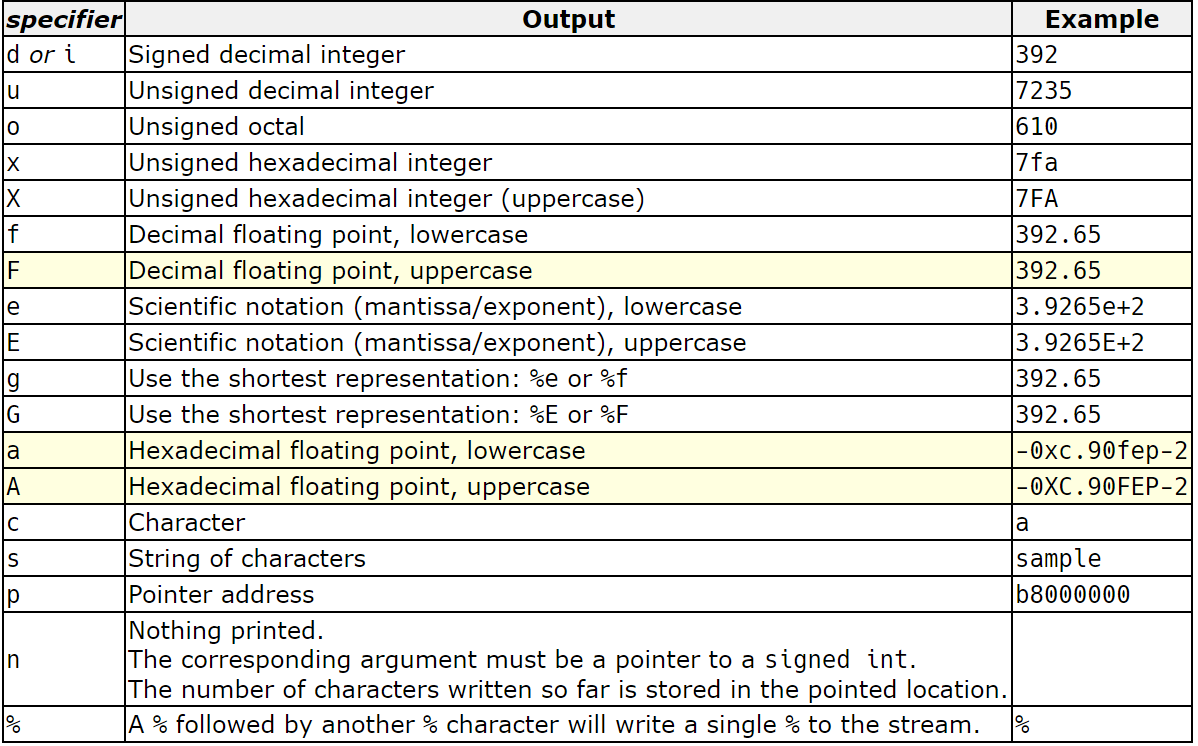 specifier Output Example
d or i Signed decimal integer 392
u Unsigned decimal integer 7235
o Unsigned octal 610
x Unsigned hexadecimal integer 7fa
X Unsigned hexadecimal integer (uppercase) 7FA
f Decimal floating point, lowercase 392.65
F Decimal floating point, uppercase 392.65
e Scientific notation (mantissa/exponent), lowercase 3.9265e+2
E Scientific notation (mantissa/exponent), uppercase 3.9265E+2
g Use the shortest representation: %e or %f 392.65
G Use the shortest representation: %E or %F 392.65
a Hexadecimal floating point, lowercase -0xc.90fep-2
A Hexadecimal floating point, uppercase -0XC.90FEP-2
c Character a
s String of characters sample
p Pointer address b8000000
Nothing printed.
n The corresponding argument must be a pointer to a signed int.
The number of characters written so far is stored in the pointed location.
% A % followed by another % character will write a single % to the stream. %